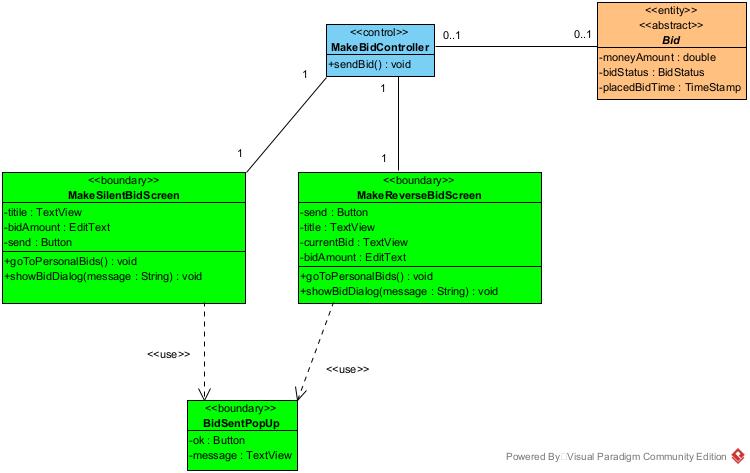 <<entity>>
<<abstract>>
Bid
-moneyAmount : double
-bidStatus : BidStatus
-placedBidTime : TimeStamp
<<control>>
MakeBidController
+sendBid() : void
0..1
0..1
1
1
1
1
<<boundary>>
MakeSilentBidScreen
-titile : TextView
-bidAmount : EditText
-send : Button
+goToPersonalBids() : void
+showBidDialog(message : String) : void
<<boundary>>
MakeReverseBidScreen
-send : Button
-title : TextView
-currentBid : TextView
-bidAmount : EditText
+goToPersonalBids() : void
+showBidDialog(message : String) : void
<<use>>
<<use>>
<<boundary>>
BidSentPopUp
-ok : Button
-message : TextView
Powered By Visual Paradigm Community Edition